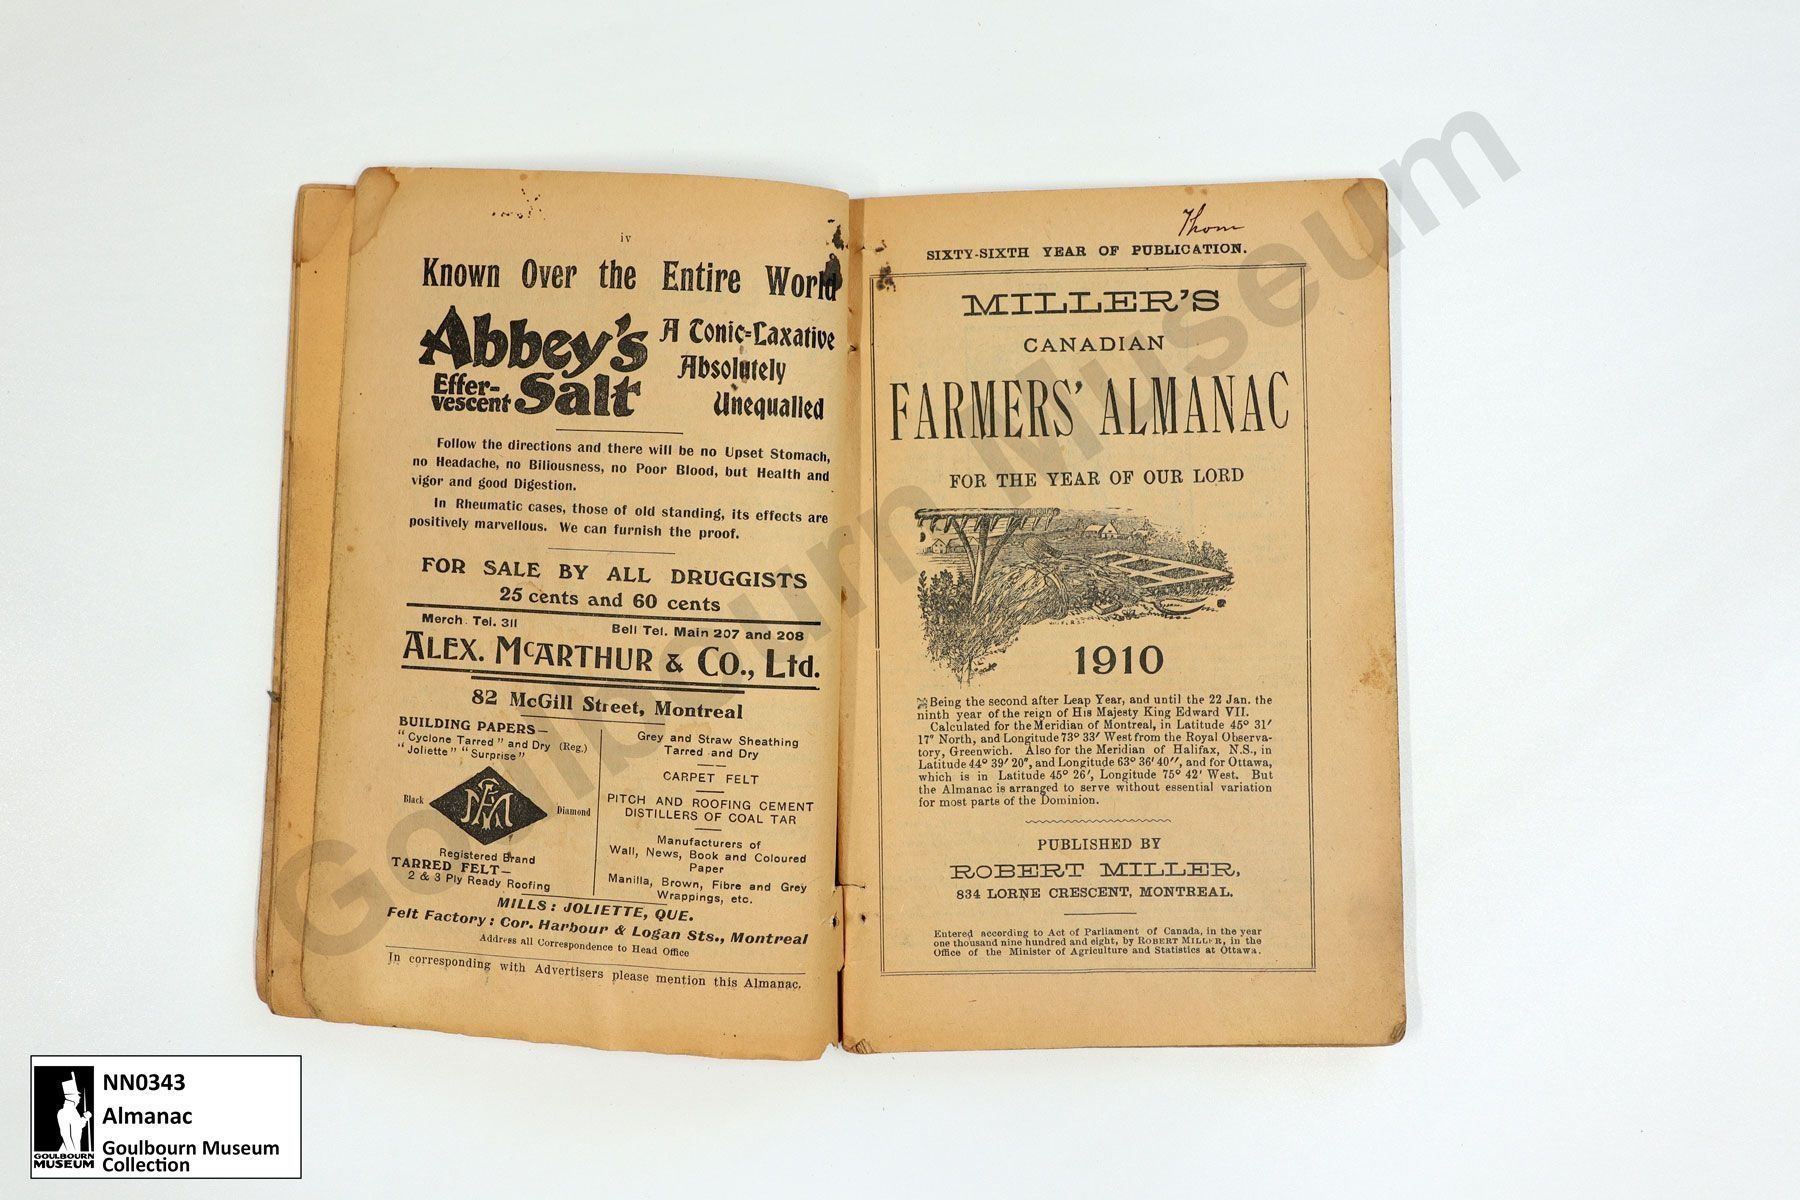 iv
Known Over the Entire World
Abbey's
Effer-
vescent Salt
A Tonic-Laxative
Absolutely
Unequalled
Follow the directions and there will be no Upset Stomach,
no Headache, no Biliousness, no Poor Blood, but Health and
vigor and good Digestion.
In Rheumatic cases, those of old standing, its effects are
positively marvellous. We can furnish the proof.
FOR SALE BY ALL DRUGGISTS
25 cents and 60 cents
Merch. Tel. 311
Bell Tel. Main 207 and 208
ALEX. McARTHUR & CO., Ltd.
82 McGill Street, Montreal
BUILDING PAPERS—
"Cyclone Tarred" and Dry (Reg.)
"Joliette" "Surprise"
Black
Diamond
Registered Brand
TARRED FELT—
2 & 3 Ply Ready Roofing
Grey and Straw Sheathing
Tarred and Dry
CARPET FELT
PITCH AND ROOFING CEMENT
DISTILLERS OF COAL TAR
Manufacturers of
Wall, News, Book and Coloured
Paper
Manilla, Brown, Fibre and Grey
Wrappings, etc.
MILLS: JOLIETTE, QUE.
Felt Factory: Cor. Harbour & Logan Sts., Montreal
Address all Correspondence to Head Office
In corresponding with Advertisers please mention this Almanac.
Thom
SIXTY-SIXTH YEAR OF PUBLICATION.
MILLER'S
CANADIAN
FARMERS' ALMANAC
FOR THE YEAR OF OUR LORD
1910
Being the second after Leap Year, and until the 22 Jan. the
ninth year of the reign of His Majesty King Edward VII.
Calculated for the Meridian of Montreal, in Latitude 45° 31′
17″ North, and Longitude 73° 33′ West from the Royal Observa-
tory, Greenwich. Also for the Meridian of Halifax, N.S., in
Latitude 44° 39′ 20″, and Longitude 63° 36′ 40″, and for Ottawa,
which is in Latitude 45° 26′, Longitude 75° 42′ West. But
the Almanac is arranged to serve without essential variation
for most parts of the Dominion.
PUBLISHED BY
ROBERT MILLER,
834 LORNE CRESCENT, MONTREAL.
Entered according to Act of Parliament of Canada, in the year
one thousand nine hundred and eight, by ROBERT MILLER, in the
Office of the Minister of Agriculture and Statistics at Ottawa.
Goulbourn Museum
GOULBOURN
MUSEUM
NN0343
Almanac
Goulbourn Museum
Collection